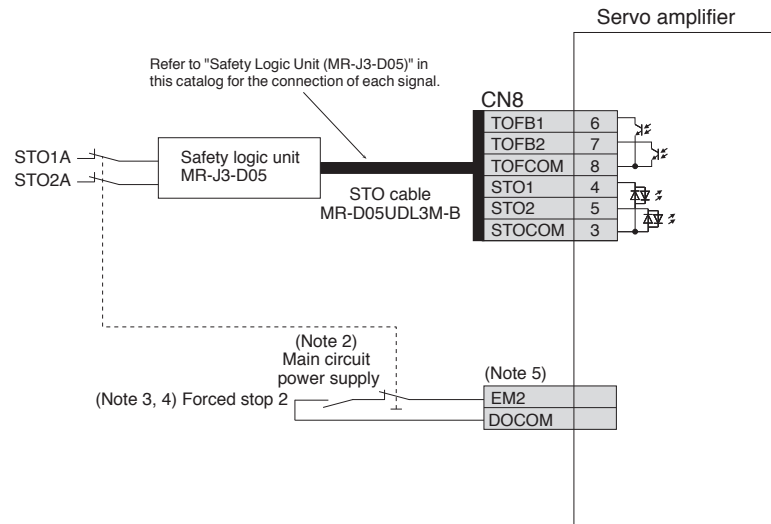 Servo amplifier
Refer to "Safety Logic Unit (MR-J3-D05)" in
this catalog for the connection of each signal.
CN8
TOFB1 6
TOFB2 7
TOFCOM 8
STO1 4
STO2 5
STOCOM 3
STO1A
STO2A
Safety logic unit
MR-J3-D05
STO cable
MR-D05UDL3M-B
(Note 2)
Main circuit
power supply
(Note 3, 4) Forced stop 2
(Note 5)
EM2
DOCOM